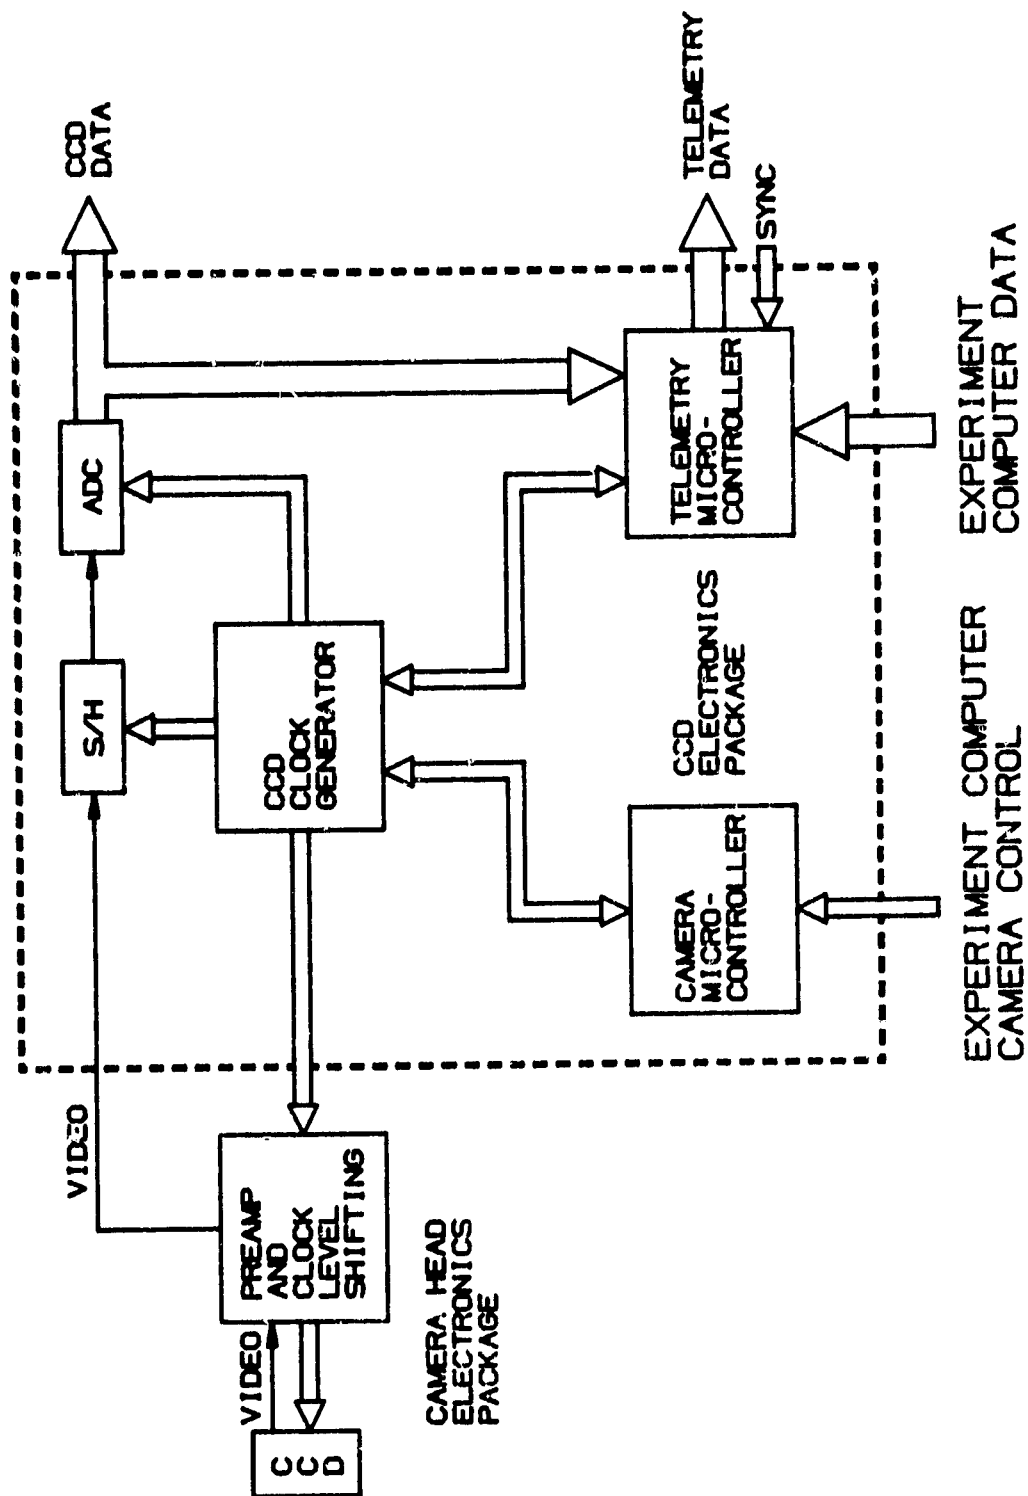 VIDEO
CCD
DATA
S/H
ADC
VIDEO
CCD
PREAMP
AND
CLOCK
LEVEL
SHIFTING
CCD
CLOCK
GENERATOR
CAMERA HEAD
ELECTRONICS
PACKAGE
CAMERA
MICRO-
CONTROLLER
CCD
ELECTRONICS
PACKAGE
TELEMETRY
MICRO-
CONTROLLER
TELEMETRY
DATA
SYNC
EXPERIMENT COMPUTER
CAMERA CONTROL
EXPERIMENT
COMPUTER DATA